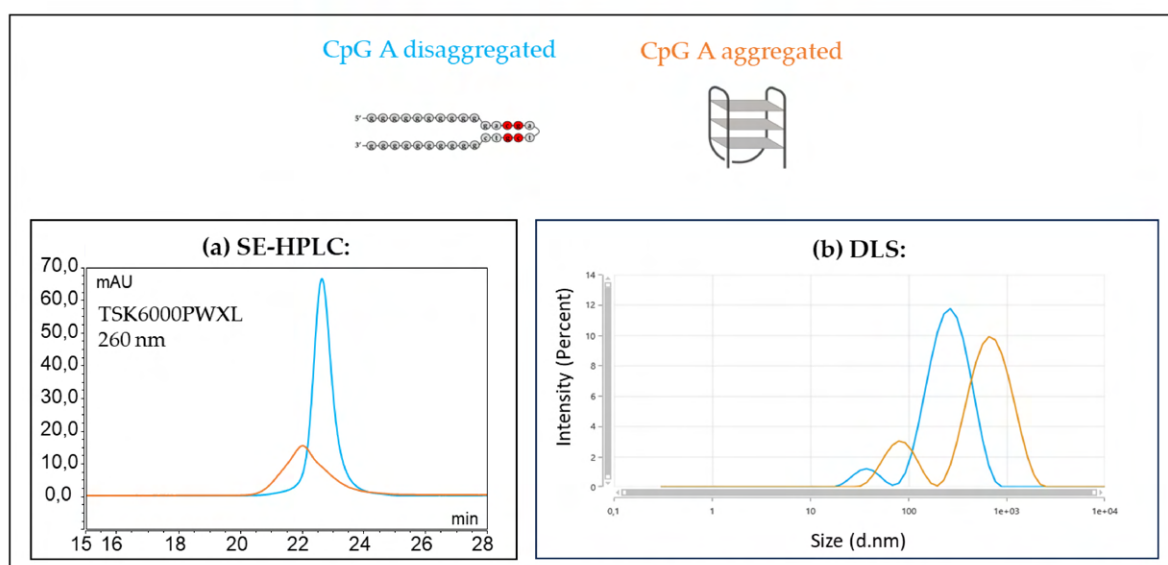 CpG A disaggregated
CpG A aggregated
5'-g g g g g g g g g g
3'-g g g g g g g g g g
(a) SE-HPLC:
70,0
mAU
TSK6000PWXL
260 nm
60,0
50,0
40,0
30,0
20,0
10,0
0,0
min
15 16 18 20 22 24 26 28
(b) DLS:
Intensity (Percent)
14
12
10
8
6
4
2
0
0,1 1 10 100 1e+03 1e+04
Size (d.nm)